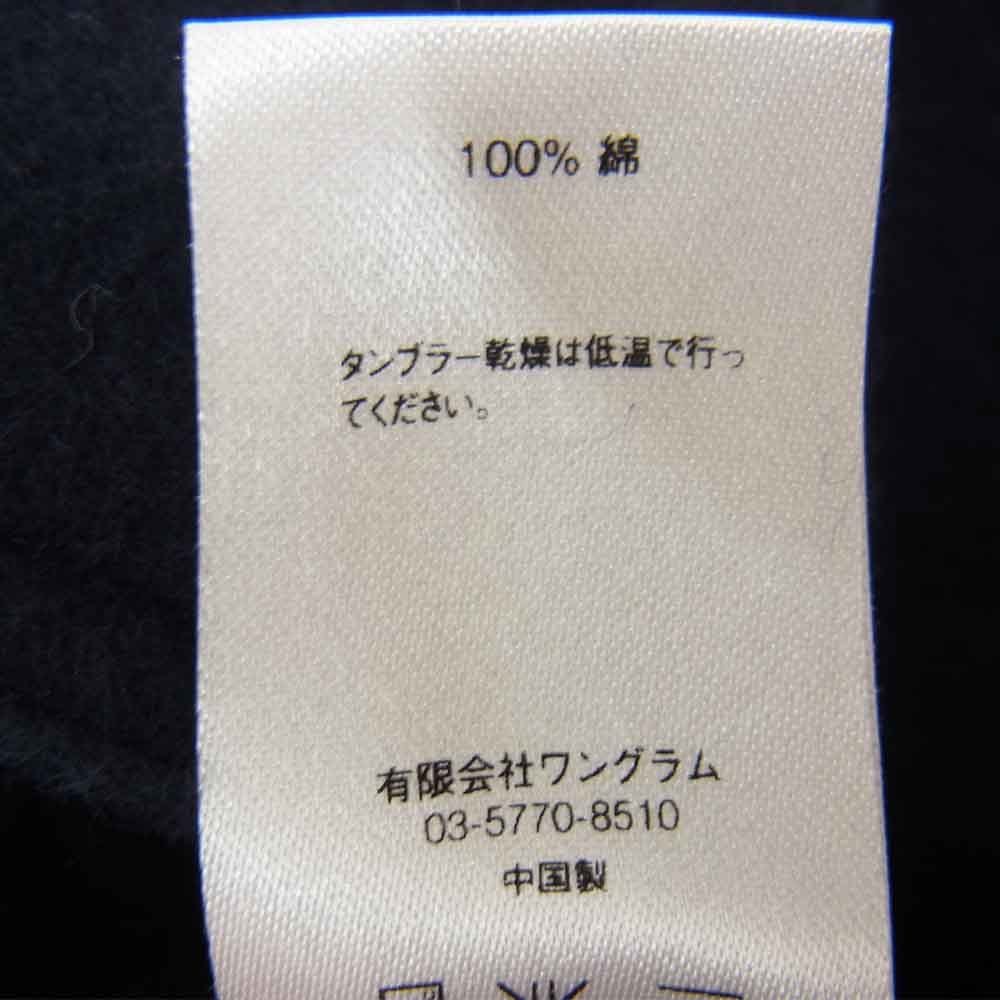 100% 綿
タンブラー乾燥は低温で行っ
てください。
有限会社ワングラム
03-5770-8510
中国製